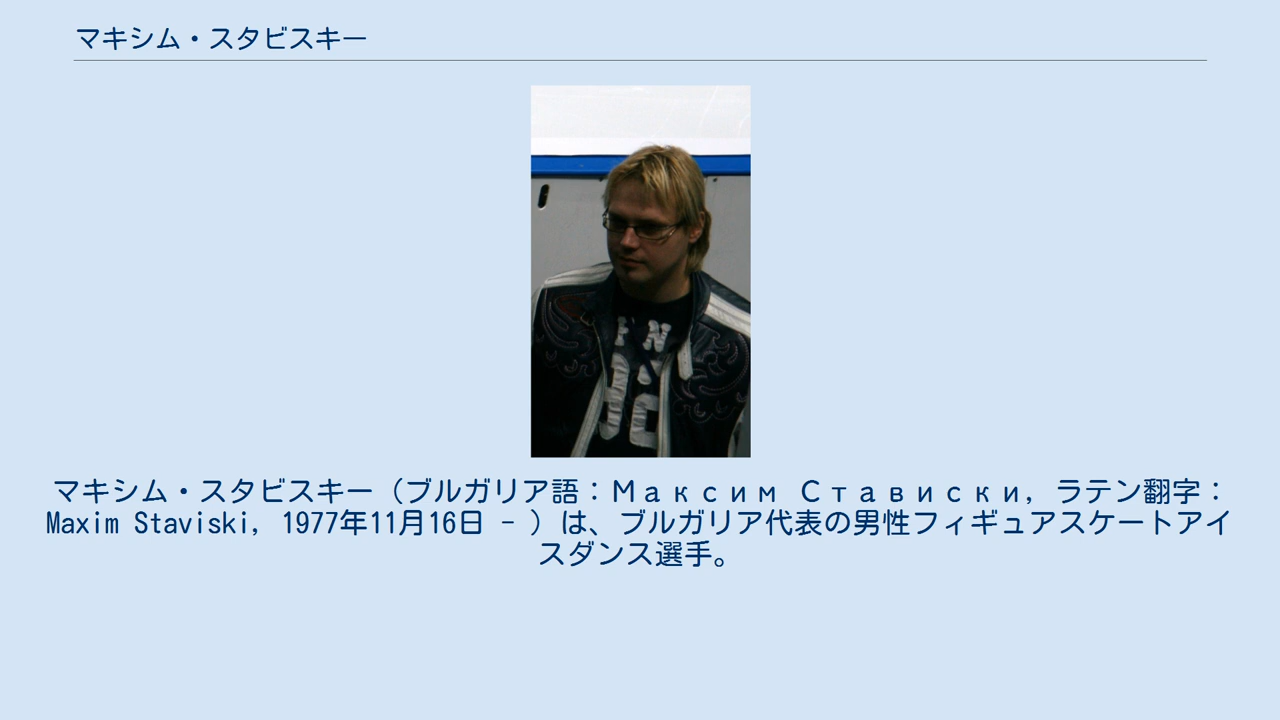 マキシム・スタビスキー
マキシム・スタビスキー（ブルガリア語：Максим Стависки, ラテン翻字：
Maxim Staviski, 1977年11月16日 - ）は、ブルガリア代表の男性フィギュアスケートアイ
スダンス選手。